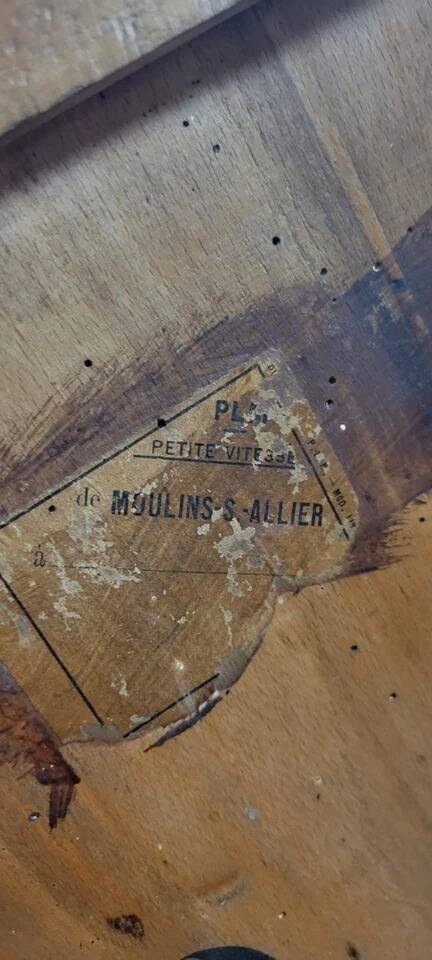 PETITE VITESSE
de MOULINS-S-ALLIER
à